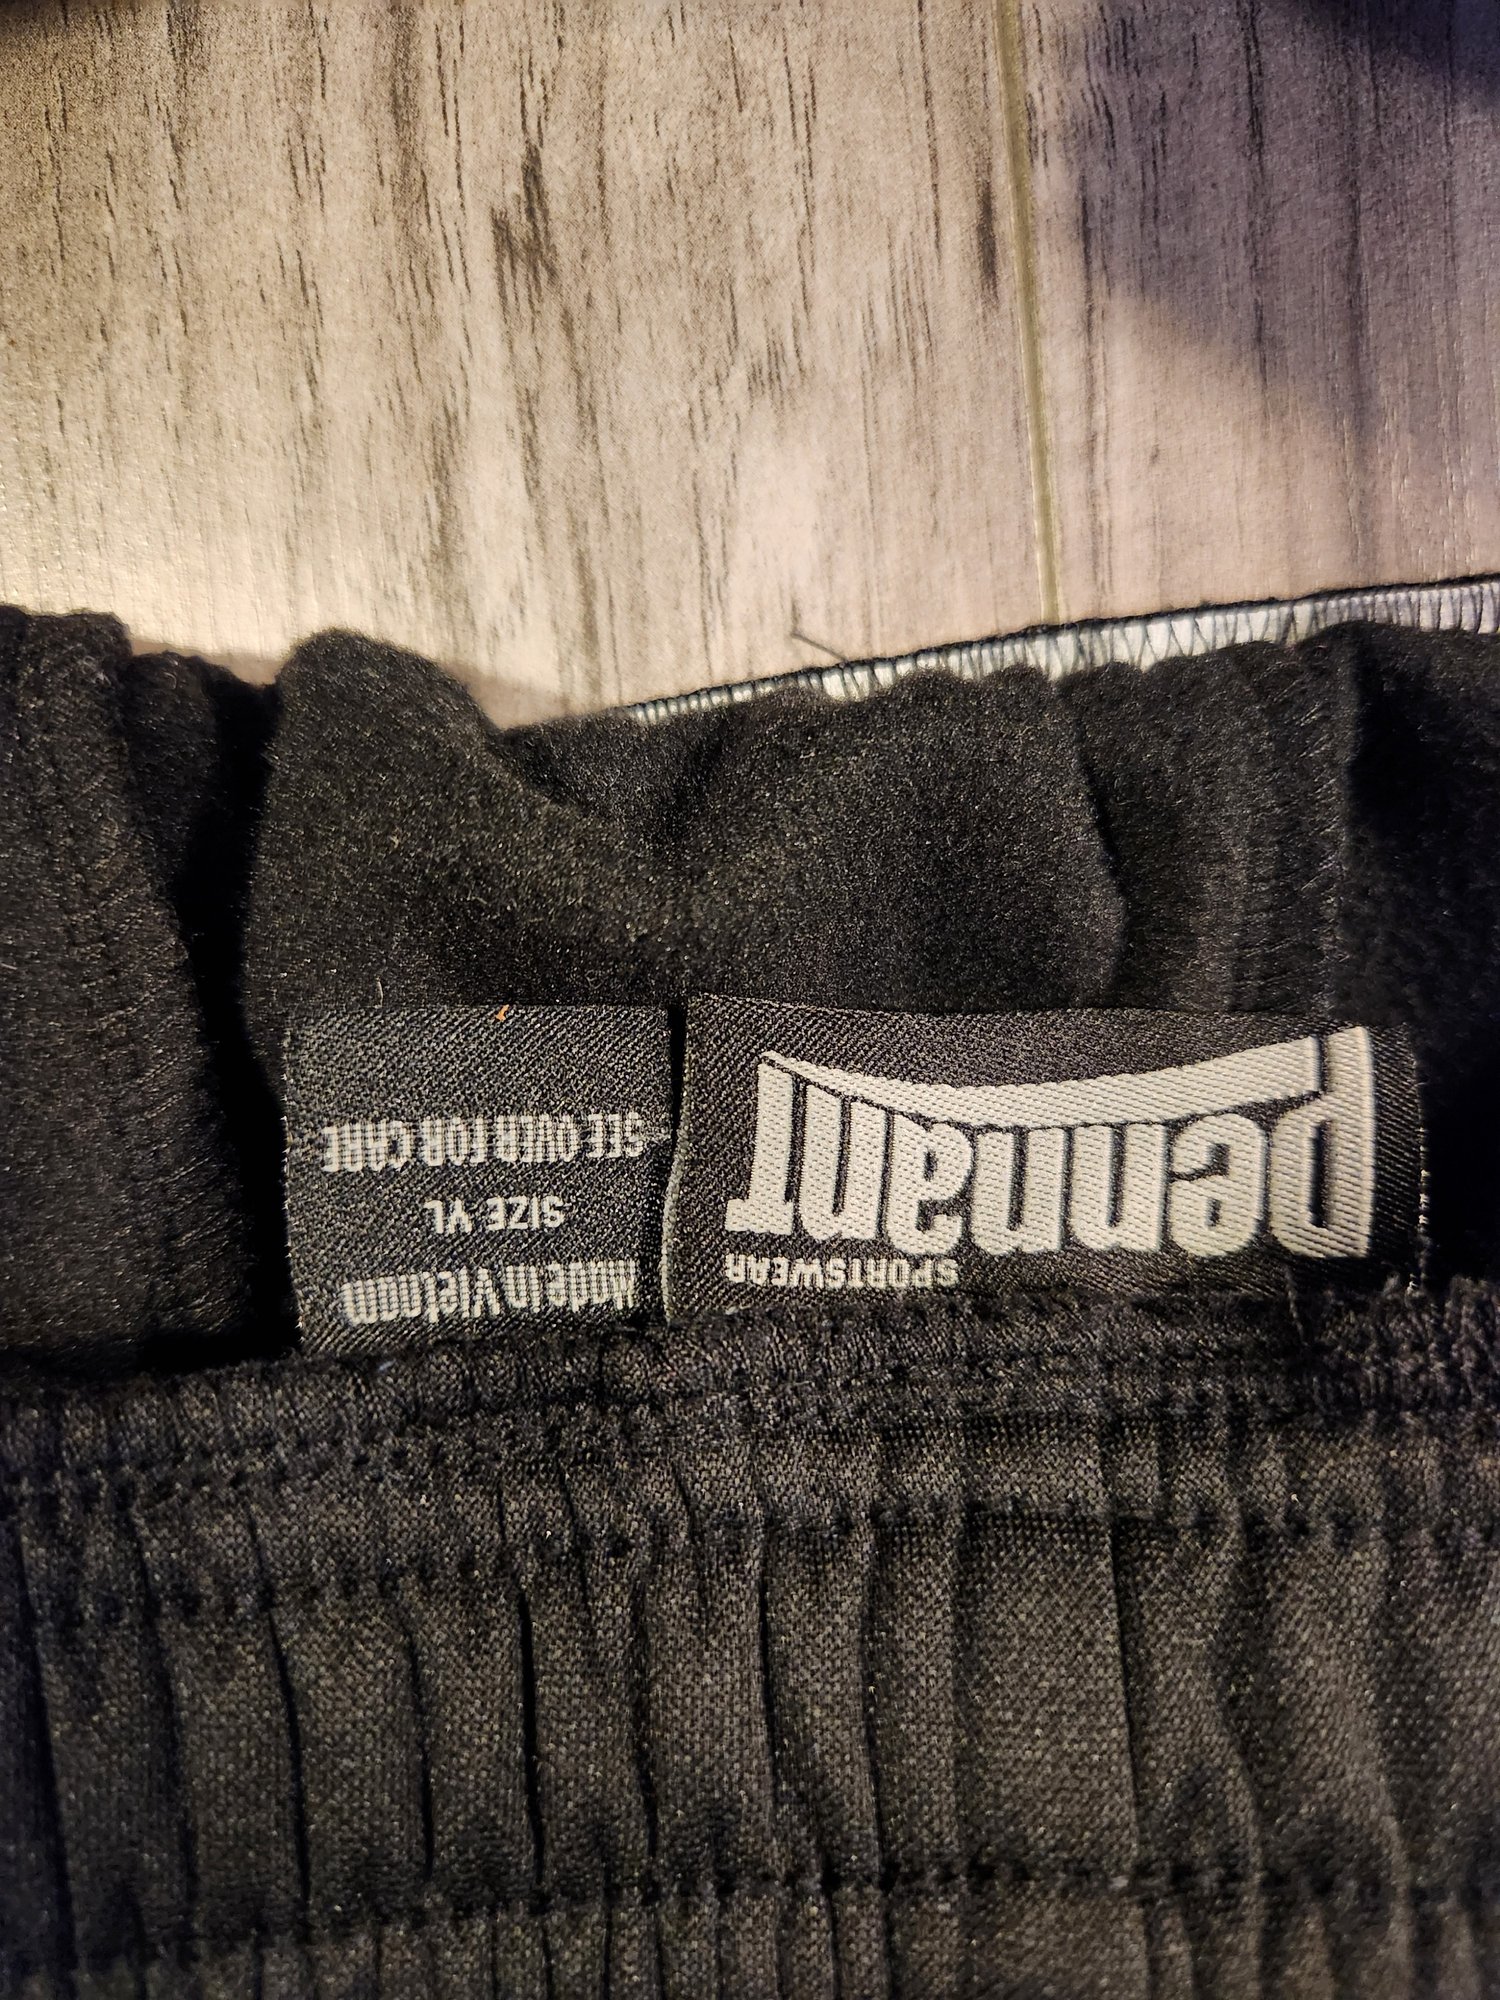 pennant
SPORTSWEAR
Made in Vietnam
SIZE YL
SEE OVER FOR CARE